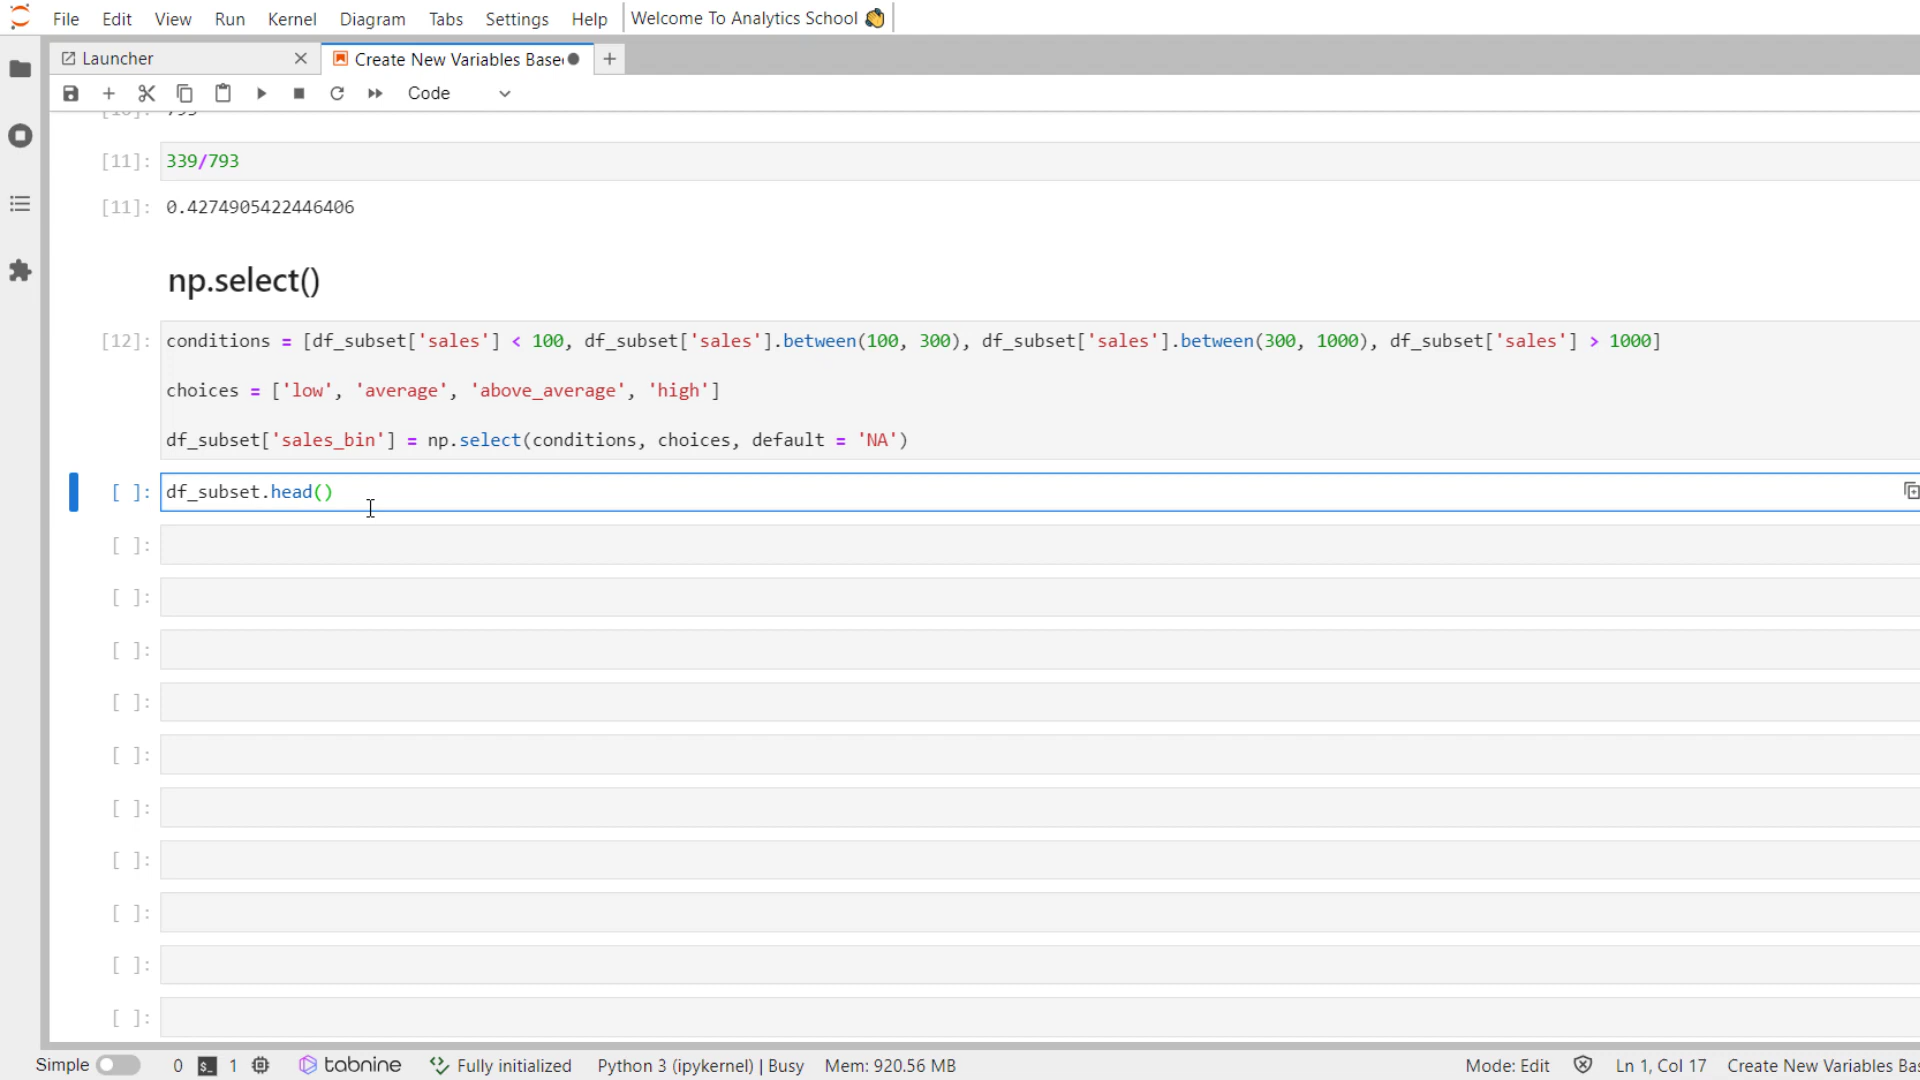 File Edit View Run Kernel Diagram Tabs Settings Help Welcome To Analytics School
Launcher Create New Variables Base
Code
[11]: 339/793
[11]: 0.4274905422446406
np.select()
[12]: conditions = [df_subset['sales'] < 100, df_subset['sales'].between(100, 300), df_subset['sales'].between(300, 1000), df_subset['sales'] > 1000]
choices = ['low', 'average', 'above_average', 'high']
df_subset['sales_bin'] = np.select(conditions, choices, default = 'NA')
[ ]: df_subset.head()
[ ]:
[ ]:
[ ]:
[ ]:
[ ]:
[ ]:
[ ]:
[ ]:
[ ]:
[ ]:
Simple 0 1 tabnine Fully initialized Python 3 (ipykernel) | Busy Mem: 920.56 MB Mode: Edit Ln 1, Col 17 Create New Variables Bas